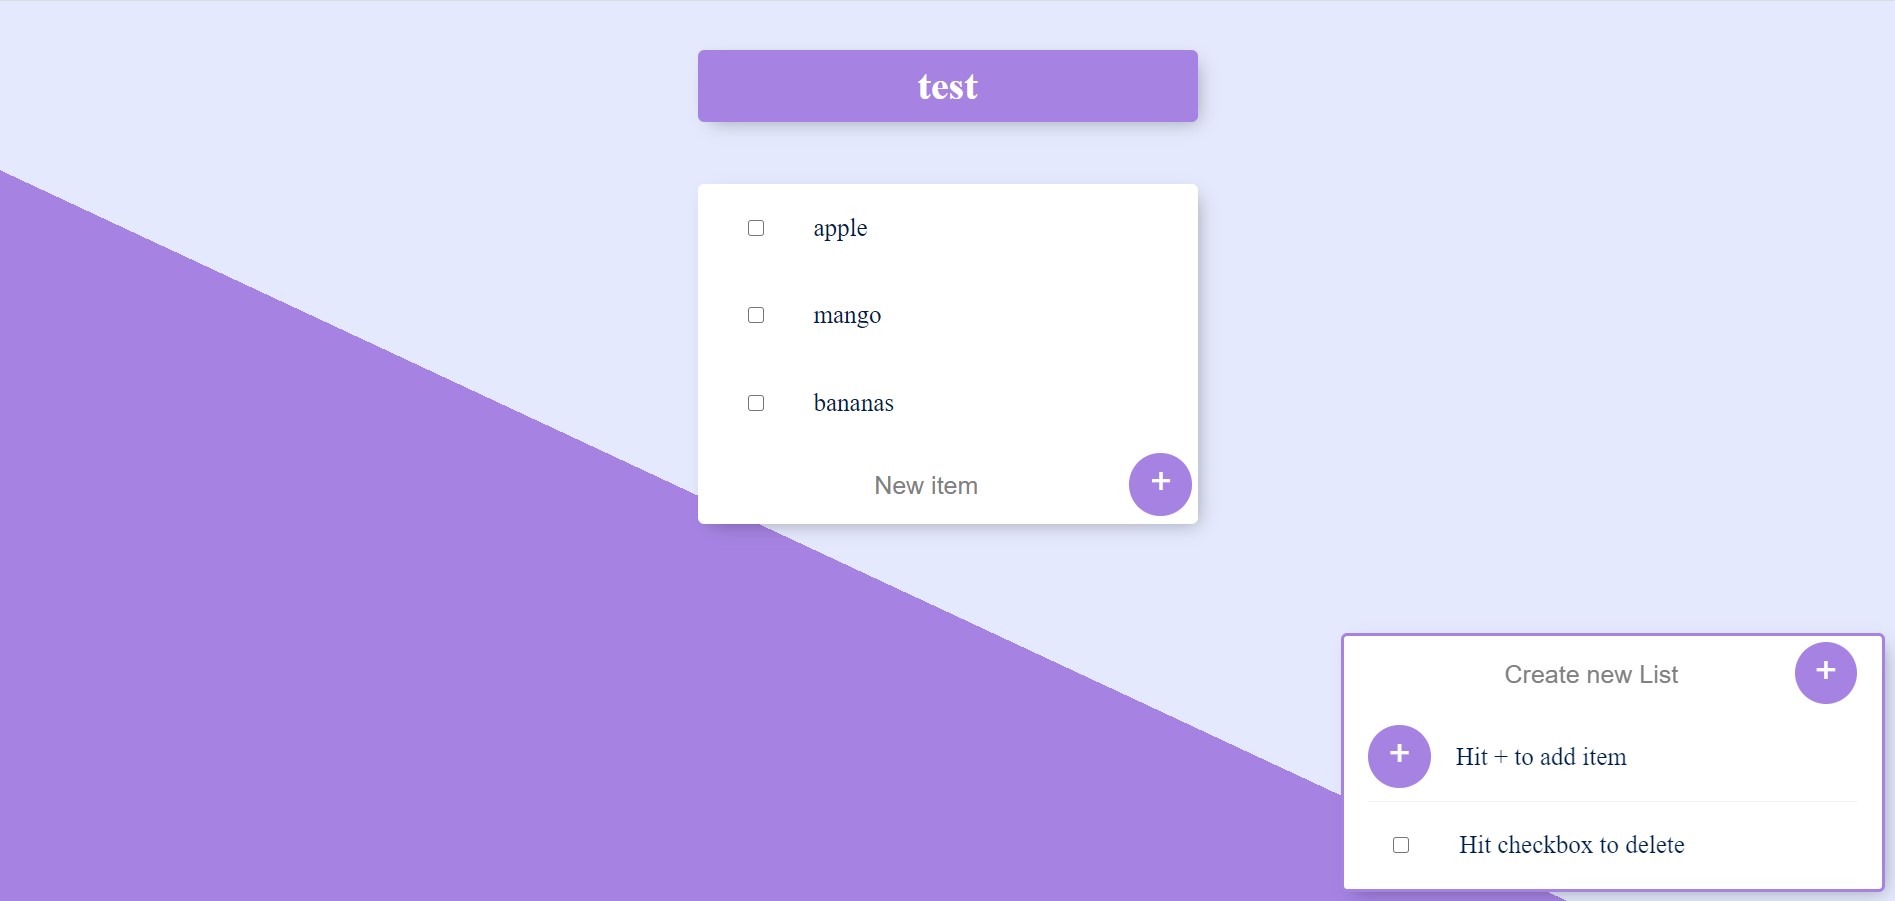 test
apple
mango
bananas
New item
+
Create new List
+
+
Hit + to add item
Hit checkbox to delete